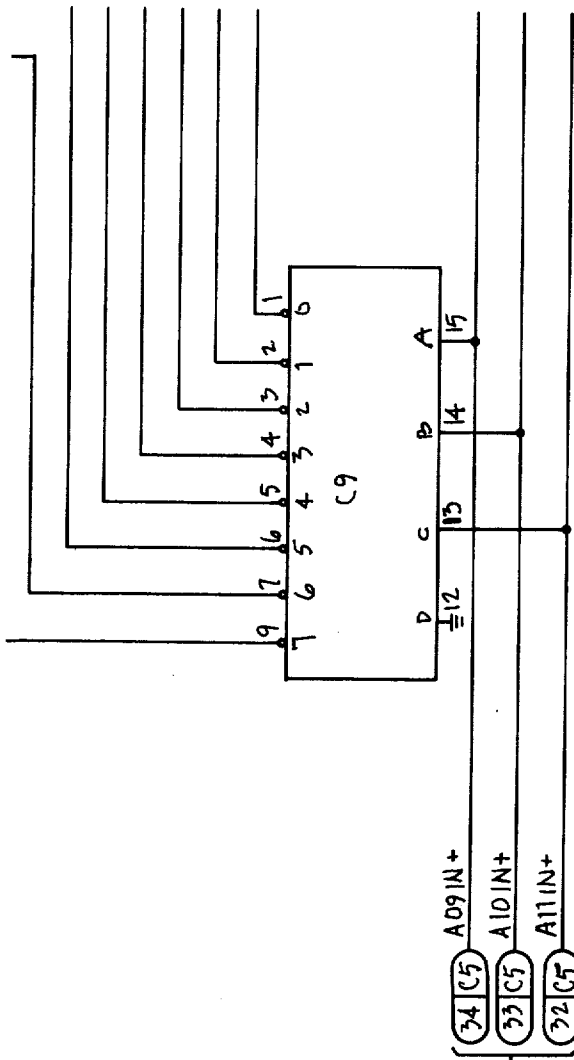 1 2 3 4 5 6 7 9
0 1 2 3 4 5 6 7
C9
A B C D
15 14 13 12
34 C5 A09IN+
33 C5 A10IN+
32 C5 A11IN+